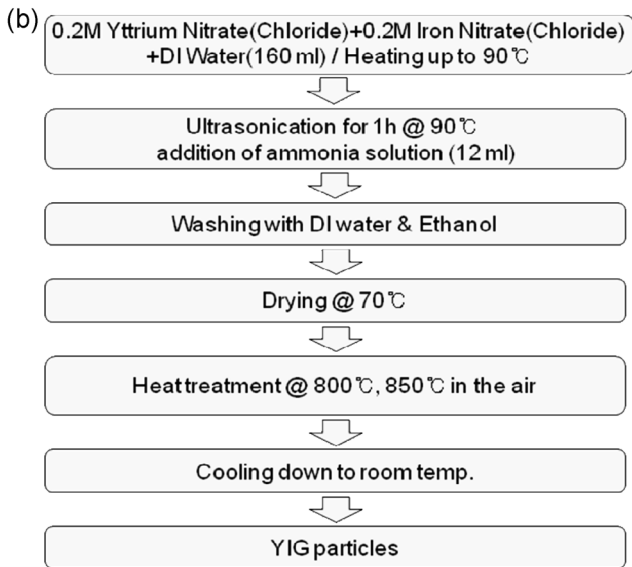 (b)
0.2M Yttrium Nitrate(Chloride)+0.2M Iron Nitrate(Chloride)
+DI Water(160 ml) / Heating up to 90℃
Ultrasonication for 1h @ 90℃
addition of ammonia solution (12 ml)
Washing with DI water & Ethanol
Drying @ 70℃
Heat treatment @ 800℃, 850℃ in the air
Cooling down to room temp.
YIG particles